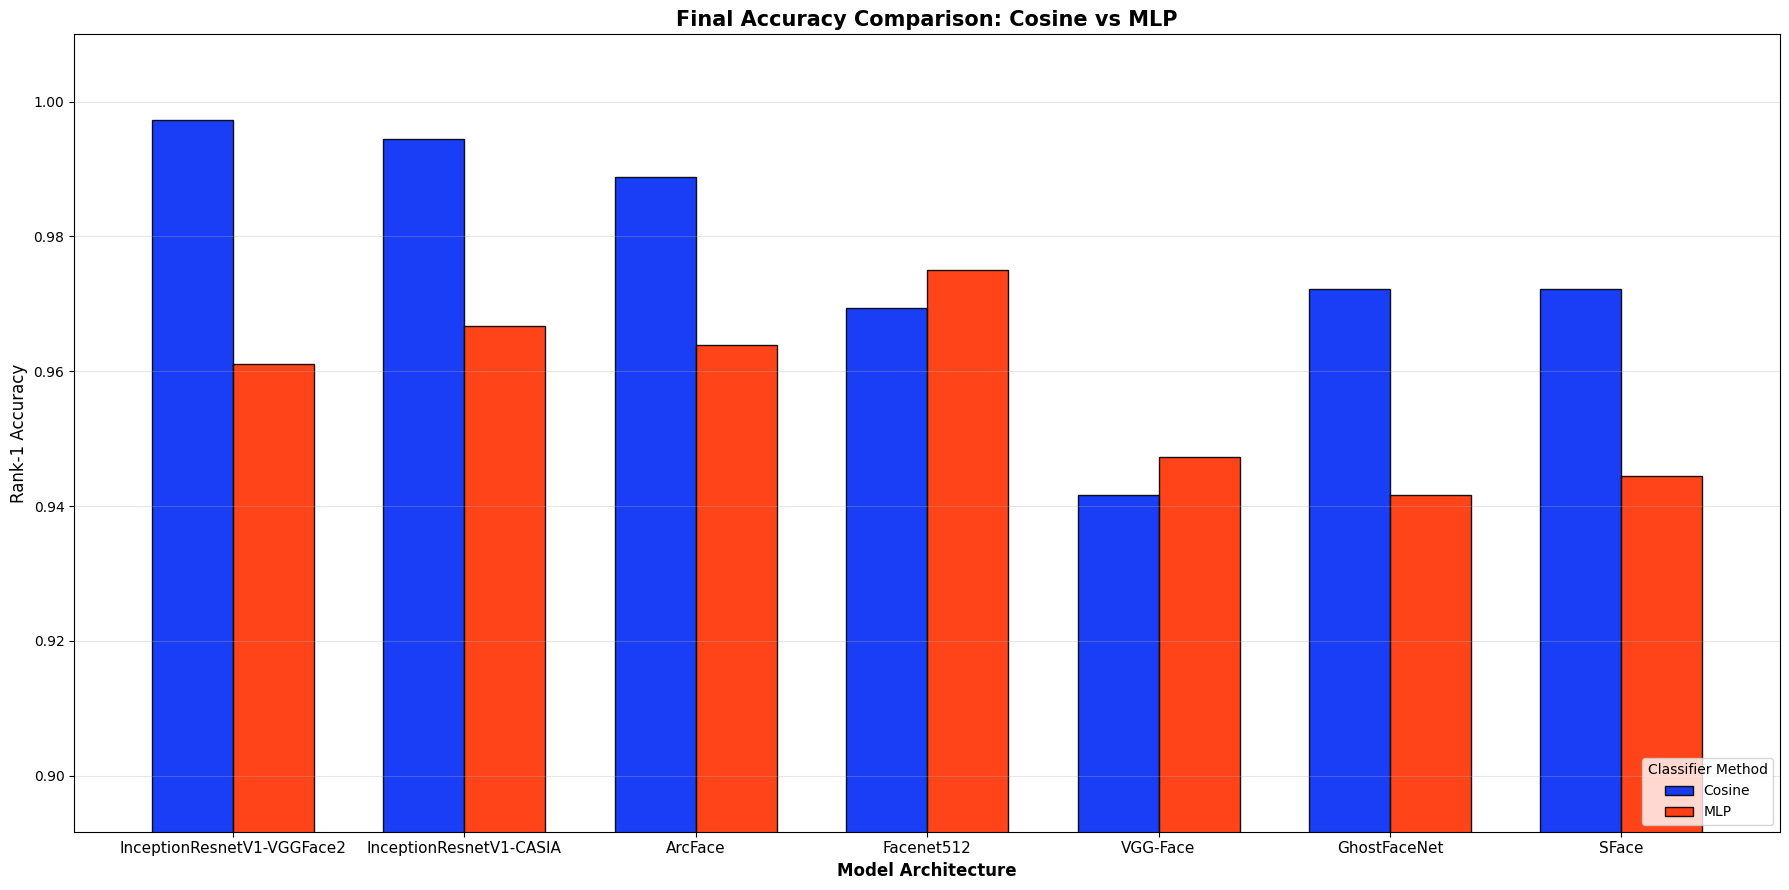 Final Accuracy Comparison: Cosine vs MLP
Rank-1 Accuracy
1.00
0.98
0.96
0.94
0.92
0.90
Classifier Method
Cosine
MLP
InceptionResnetV1-VGGFace2 InceptionResnetV1-CASIA ArcFace Facenet512 VGG-Face GhostFaceNet SFace
Model Architecture